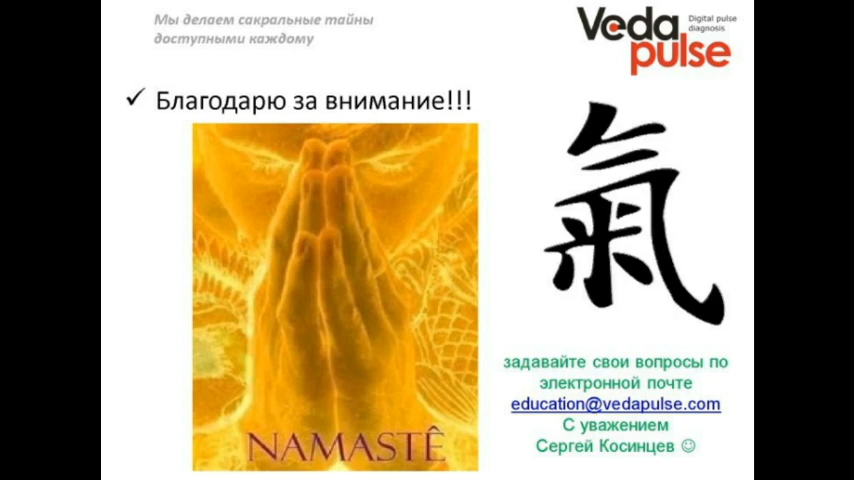 Мы делаем сакральные тайны
доступными каждому
Veda
pulse
Digital pulse
diagnosis
✓ Благодарю за внимание!!!
氣
NAMASTÊ
задавайте свои вопросы по
электронной почте
education@vedapulse.com
С уважением
Сергей Косинцев ☺